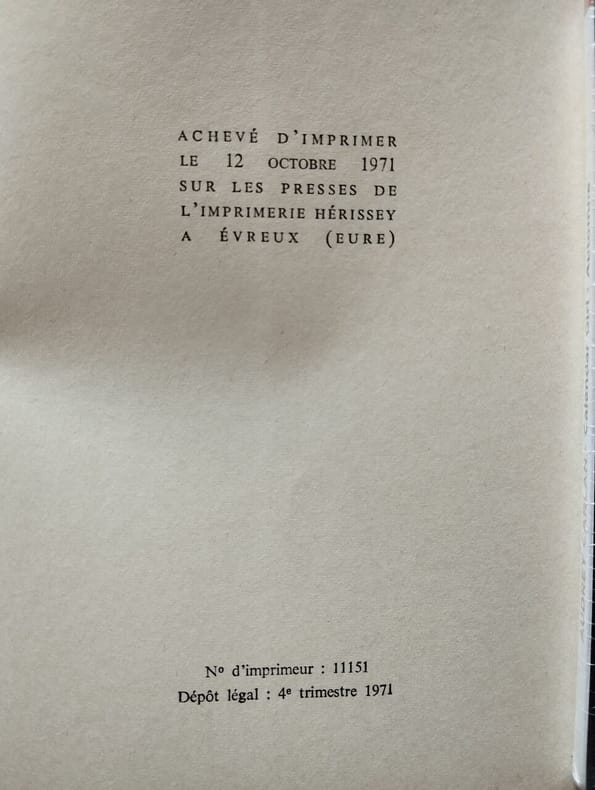 ACHEVÉ D'IMPRIMER
LE 12 OCTOBRE 1971
SUR LES PRESSES DE
L'IMPRIMERIE HÉRISSEY
A ÉVREUX (EURE)
Nº d'imprimeur : 11151
Dépôt légal : 4e trimestre 1971